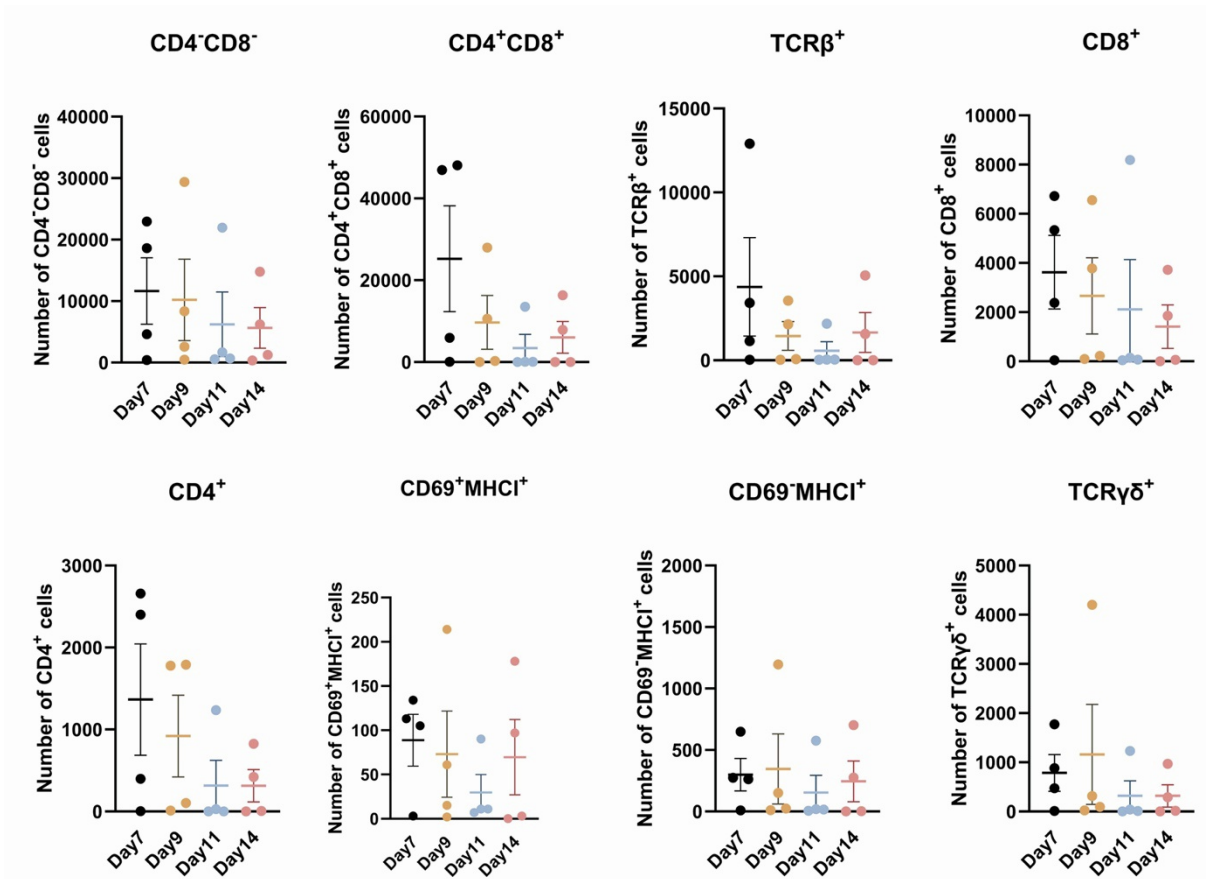 CD4⁻CD8⁻
Number of CD4⁻CD8⁻ cells
40000
30000
20000
10000
0
Day7
Day9
Day11
Day14
CD4⁺CD8⁺
Number of CD4⁺CD8⁺ cells
60000
40000
20000
0
Day7
Day9
Day11
Day14
TCRβ⁺
Number of TCRβ⁺ cells
15000
10000
5000
0
Day7
Day9
Day11
Day14
CD8⁺
Number of CD8⁺ cells
10000
8000
6000
4000
2000
0
Day7
Day9
Day11
Day14
CD4⁺
Number of CD4⁺ cells
3000
2000
1000
0
Day7
Day9
Day11
Day14
CD69⁺MHCI⁺
Number of CD69⁺MHCI⁺ cells
250
200
150
100
50
0
Day7
Day9
Day11
Day14
CD69⁻MHCI⁺
Number of CD69⁻MHCI⁺ cells
2000
1500
1000
500
0
Day7
Day9
Day11
Day14
TCRγδ⁺
Number of TCRγδ⁺ cells
5000
4000
3000
2000
1000
0
Day7
Day9
Day11
Day14